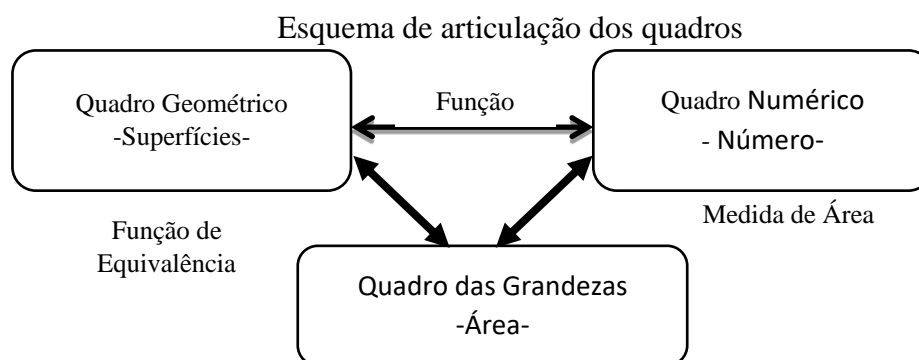 Esquema de articulação dos quadros
Quadro Geométrico
-Superfícies-
Função
Quadro Numérico
- Número-
Função de
Equivalência
Medida de Área
Quadro das Grandezas
-Área-